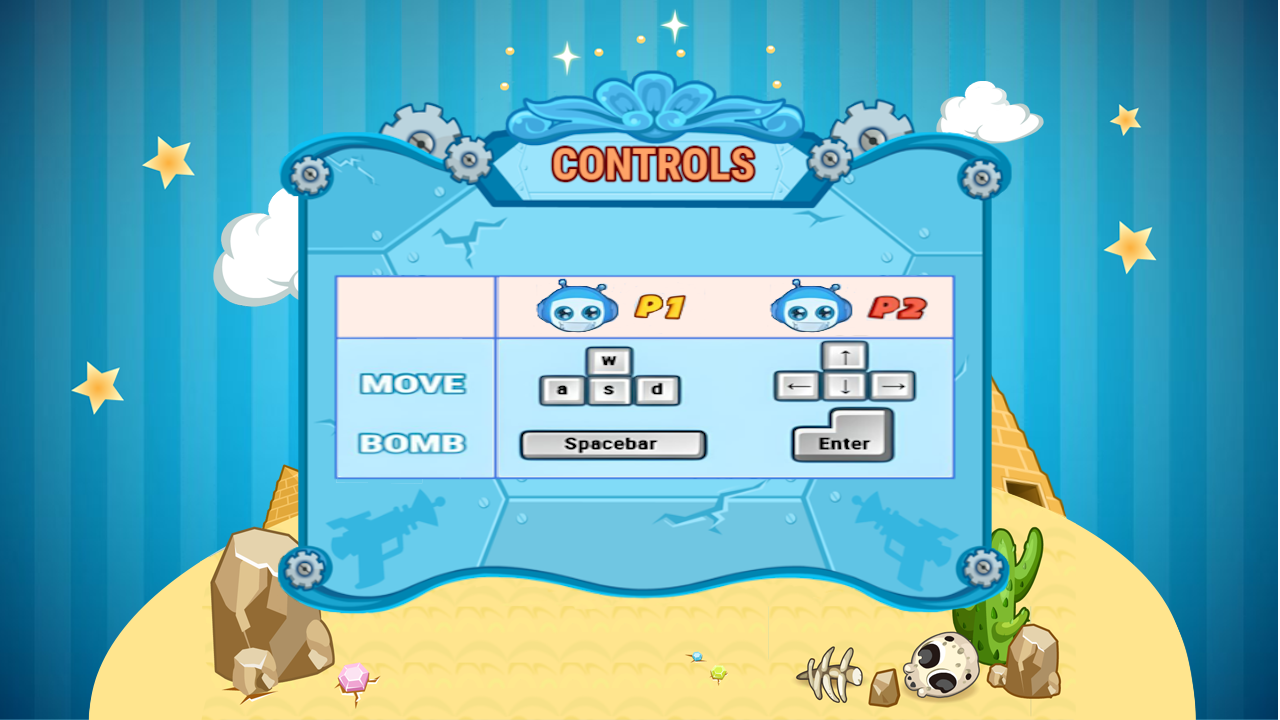 CONTROLS
P1 P2
MOVE
w
a s d
↑
← ↓ →
BOMB
Spacebar
Enter